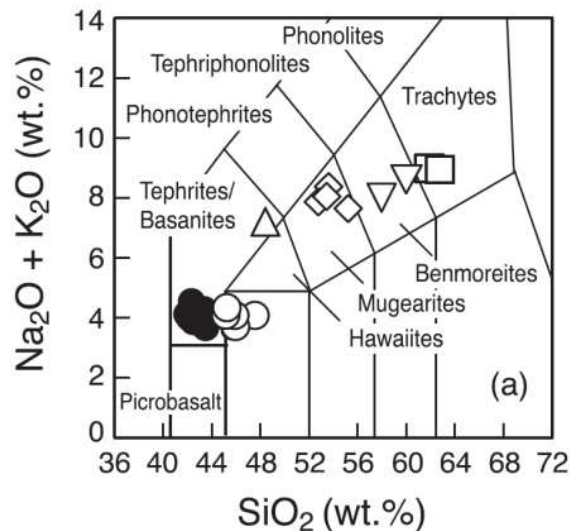 14
12
10
8
6
4
2
0
Na2O + K2O (wt.%)
Phonolites
Tephriphonolites
Phonotephrites
Trachytes
Tephrites/
Basanites
Benmoreites
Mugearites
Hawaiites
Picrobasalt
(a)
36 40 44 48 52 56 60 64 68 72
SiO2 (wt.%)